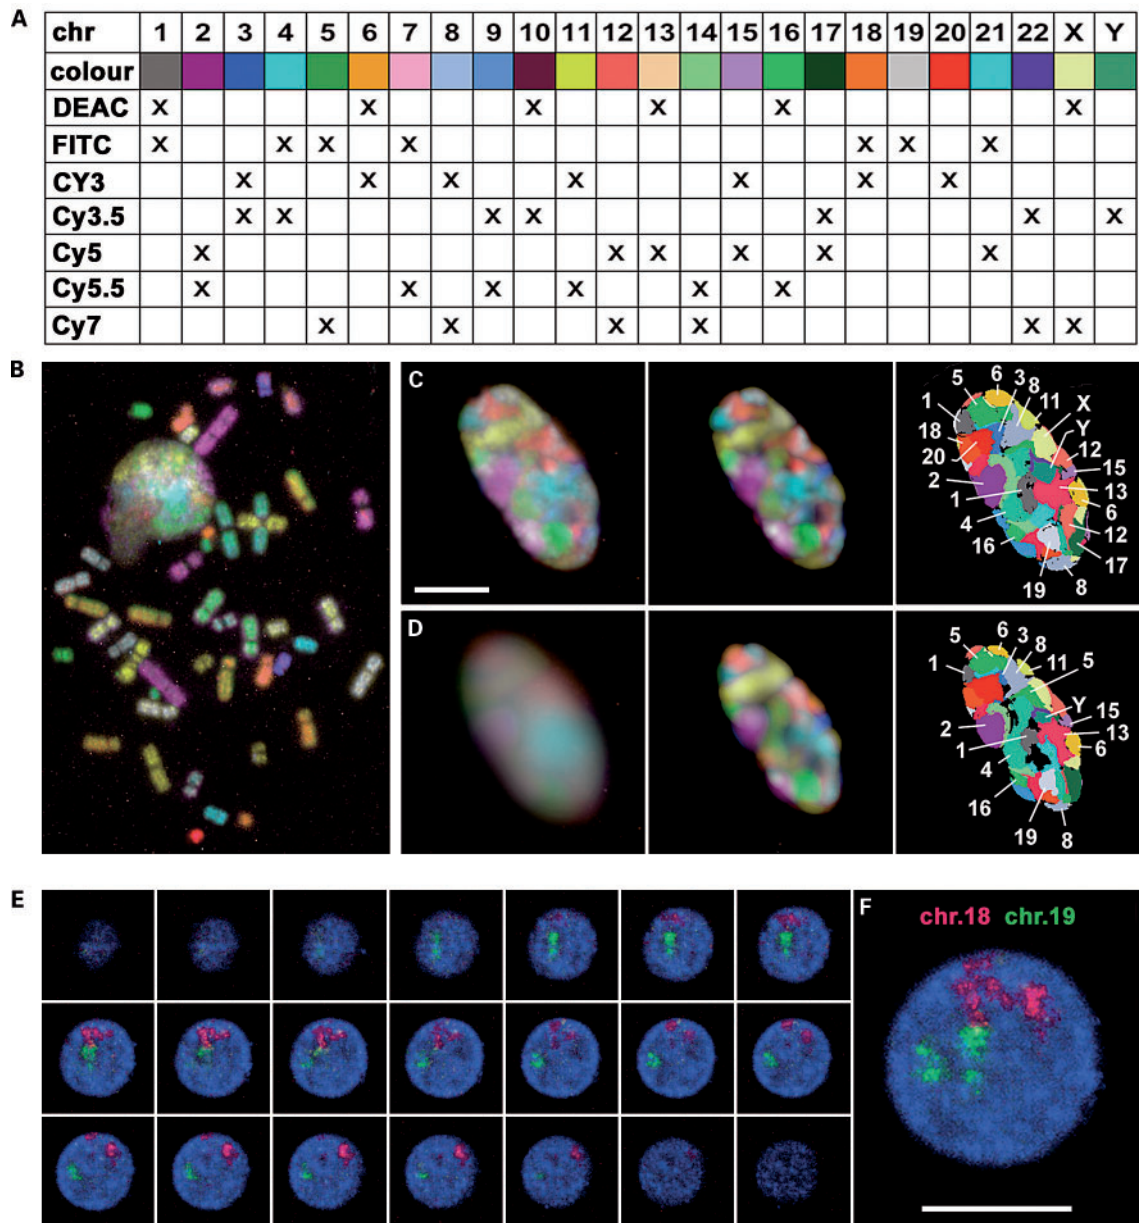 A
chr 1 2 3 4 5 6 7 8 9 10 11 12 13 14 15 16 17 18 19 20 21 22 X Y
colour
DEAC X X X X X X
FITC X X X X X X X
CY3 X X X X X X X
Cy3.5 X X X X X X X
Cy5 X X X X X X
Cy5.5 X X X X X X
Cy7 X X X X X X
B
C
5 6 3 8 11 X Y
1
18
20
2
1
4
16
19
12
15
13
6
12
17
8
D
5 6 3 8 11 5
1
Y
15
2
13
1
6
4
16
19
8
E
F
chr.18 chr.19